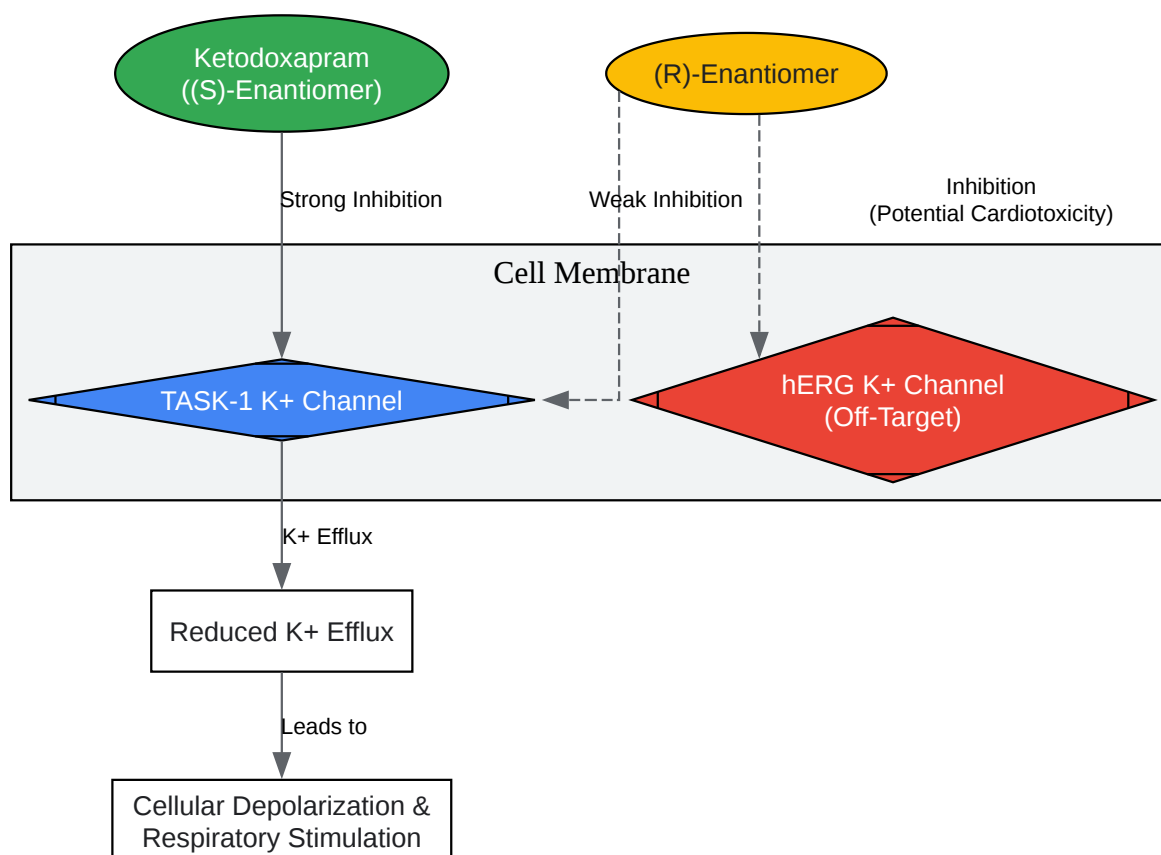 Ketodoxapram
((S)-Enantiomer)
(R)-Enantiomer
Strong Inhibition
Weak Inhibition
Inhibition
(Potential Cardiotoxicity)
Cell Membrane
TASK-1 K+ Channel
hERG K+ Channel
(Off-Target)
K+ Efflux
Reduced K+ Efflux
Leads to
Cellular Depolarization &
Respiratory Stimulation